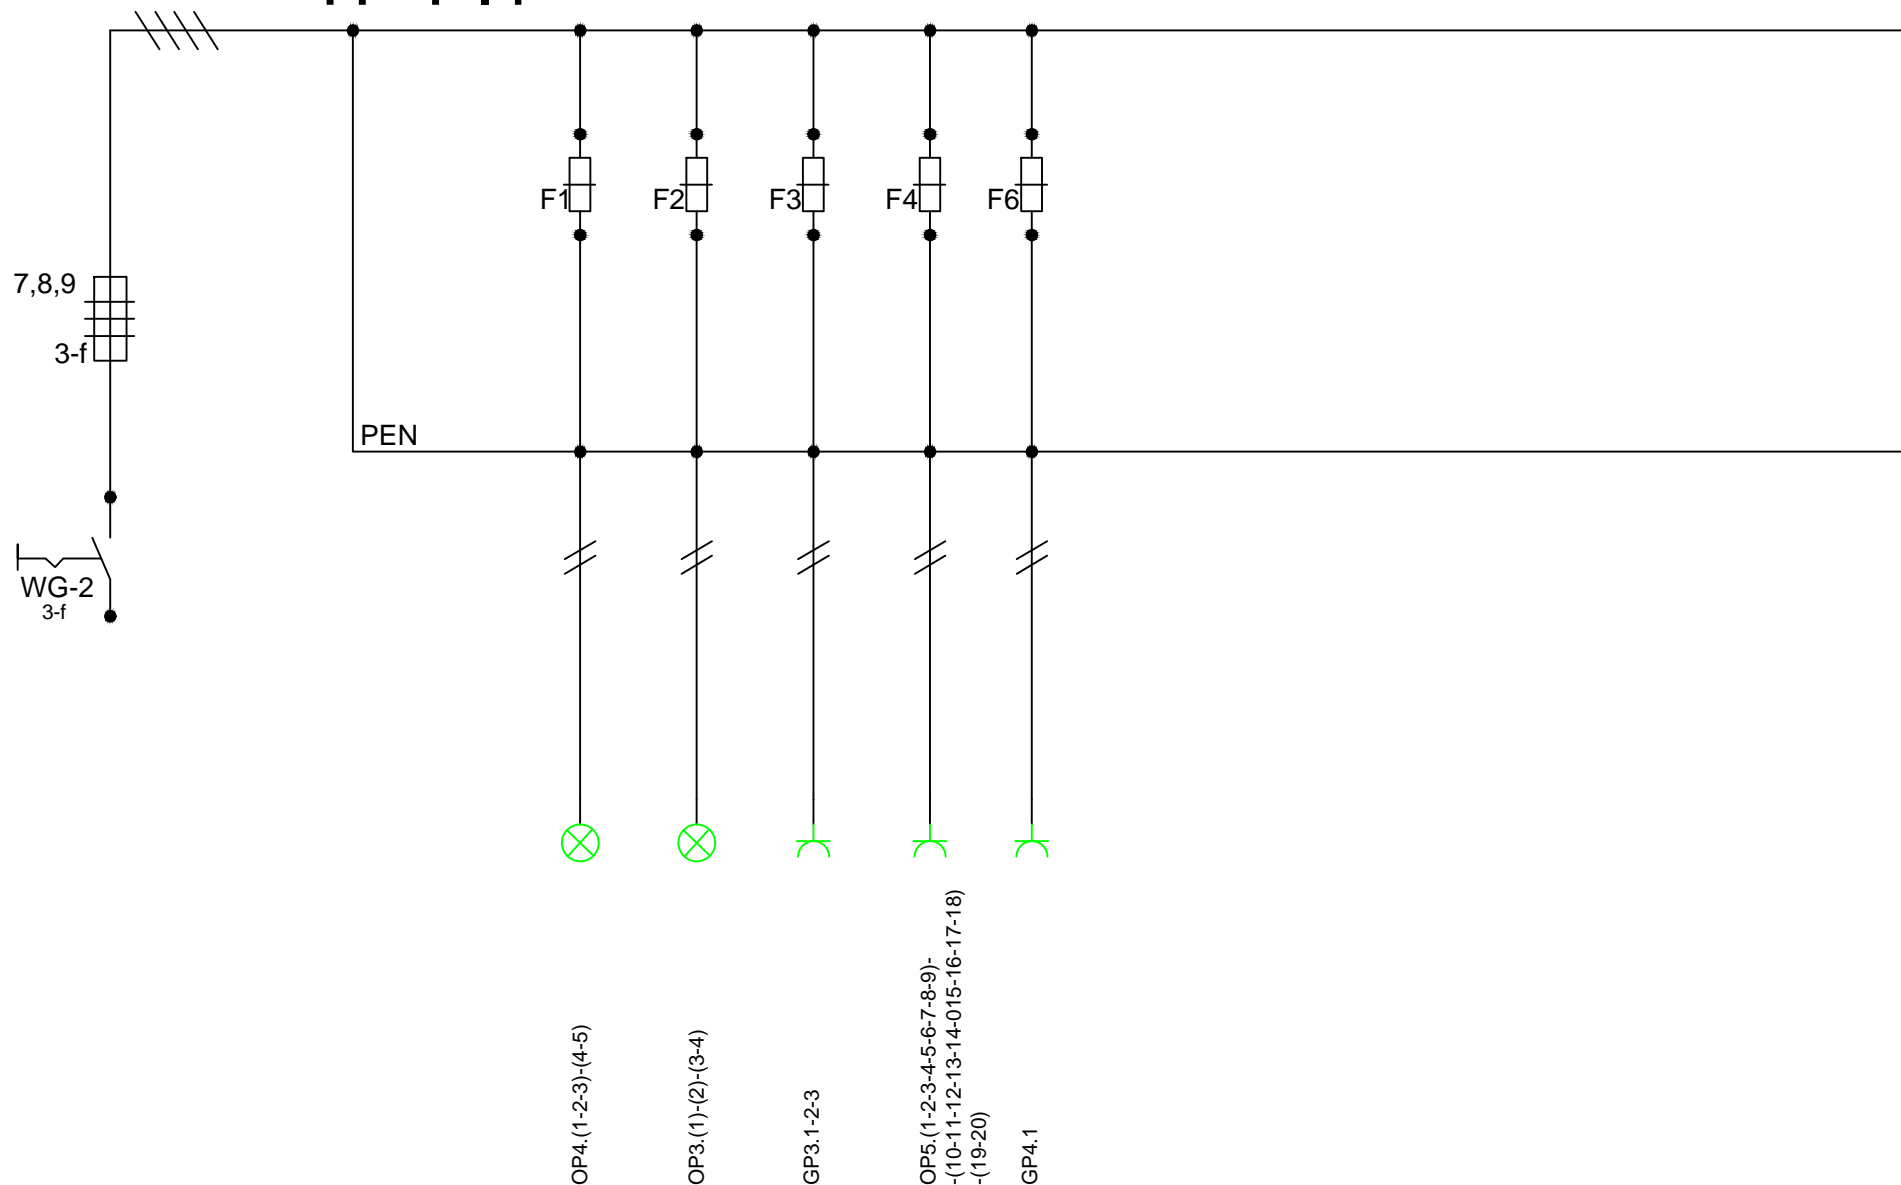 F1
F2
F3
F4
F6
7,8,9
3-f
PEN
WG-2
3-f
OP4.(1-2-3)-(4-5)
OP3.(1)-(2)-(3-4)
GP3.1-2-3
OP5.(1-2-3-4-5-6-7-8-9)-
-(10-11-12-13-14-015-16-17-18)
-(19-20)
GP4.1